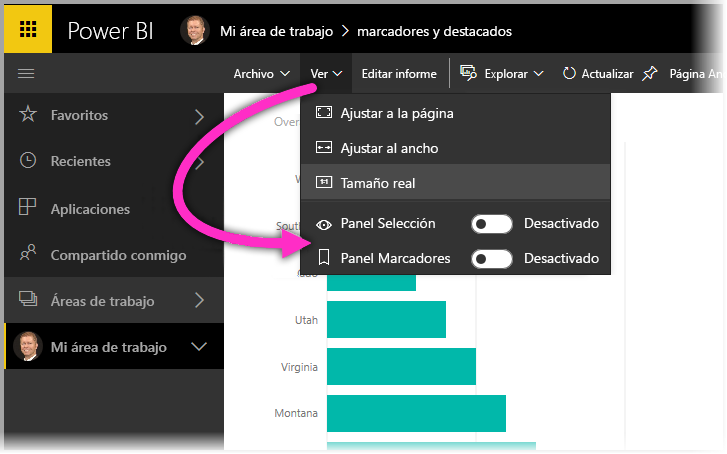 Power BI
Mi área de trabajo > marcadores y destacados
Archivo Ver Editar informe Explorar Actualizar Página An
Favoritos
Recientes
Aplicaciones
Compartido conmigo
Áreas de trabajo
Mi área de trabajo
Over
Ajustar a la página
Ajustar al ancho
Tamaño real
Panel Selección Desactivado
Panel Marcadores Desactivado
South
Utah
Virginia
Montana